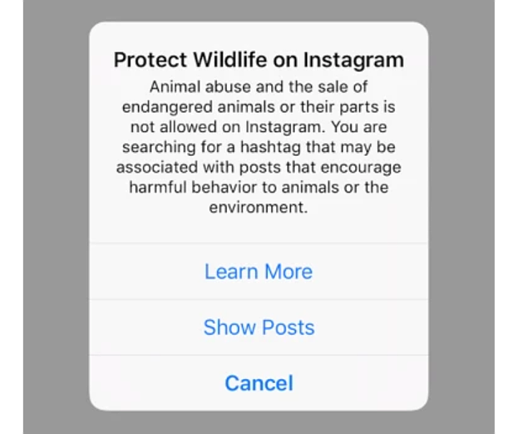 Protect Wildlife on Instagram
Animal abuse and the sale of
endangered animals or their parts is
not allowed on Instagram. You are
searching for a hashtag that may be
associated with posts that encourage
harmful behavior to animals or the
environment.
Learn More
Show Posts
Cancel